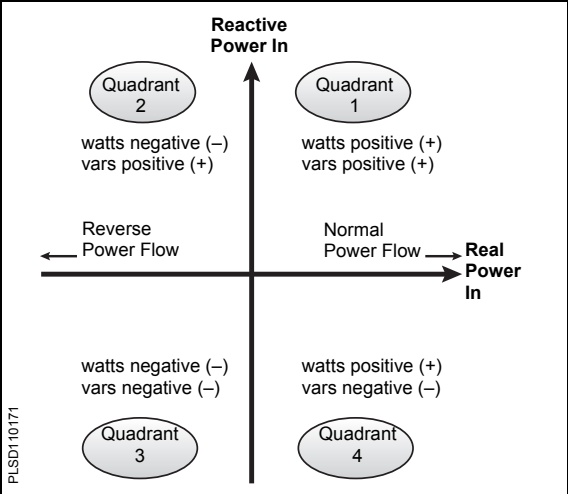 Reactive
Power In
Quadrant
2
Quadrant
1
watts negative (–)
vars positive (+)
watts positive (+)
vars positive (+)
Reverse
Power Flow
Normal
Power Flow
Real
Power
In
watts negative (–)
vars negative (–)
watts positive (+)
vars negative (–)
Quadrant
3
Quadrant
4
PLSD110171